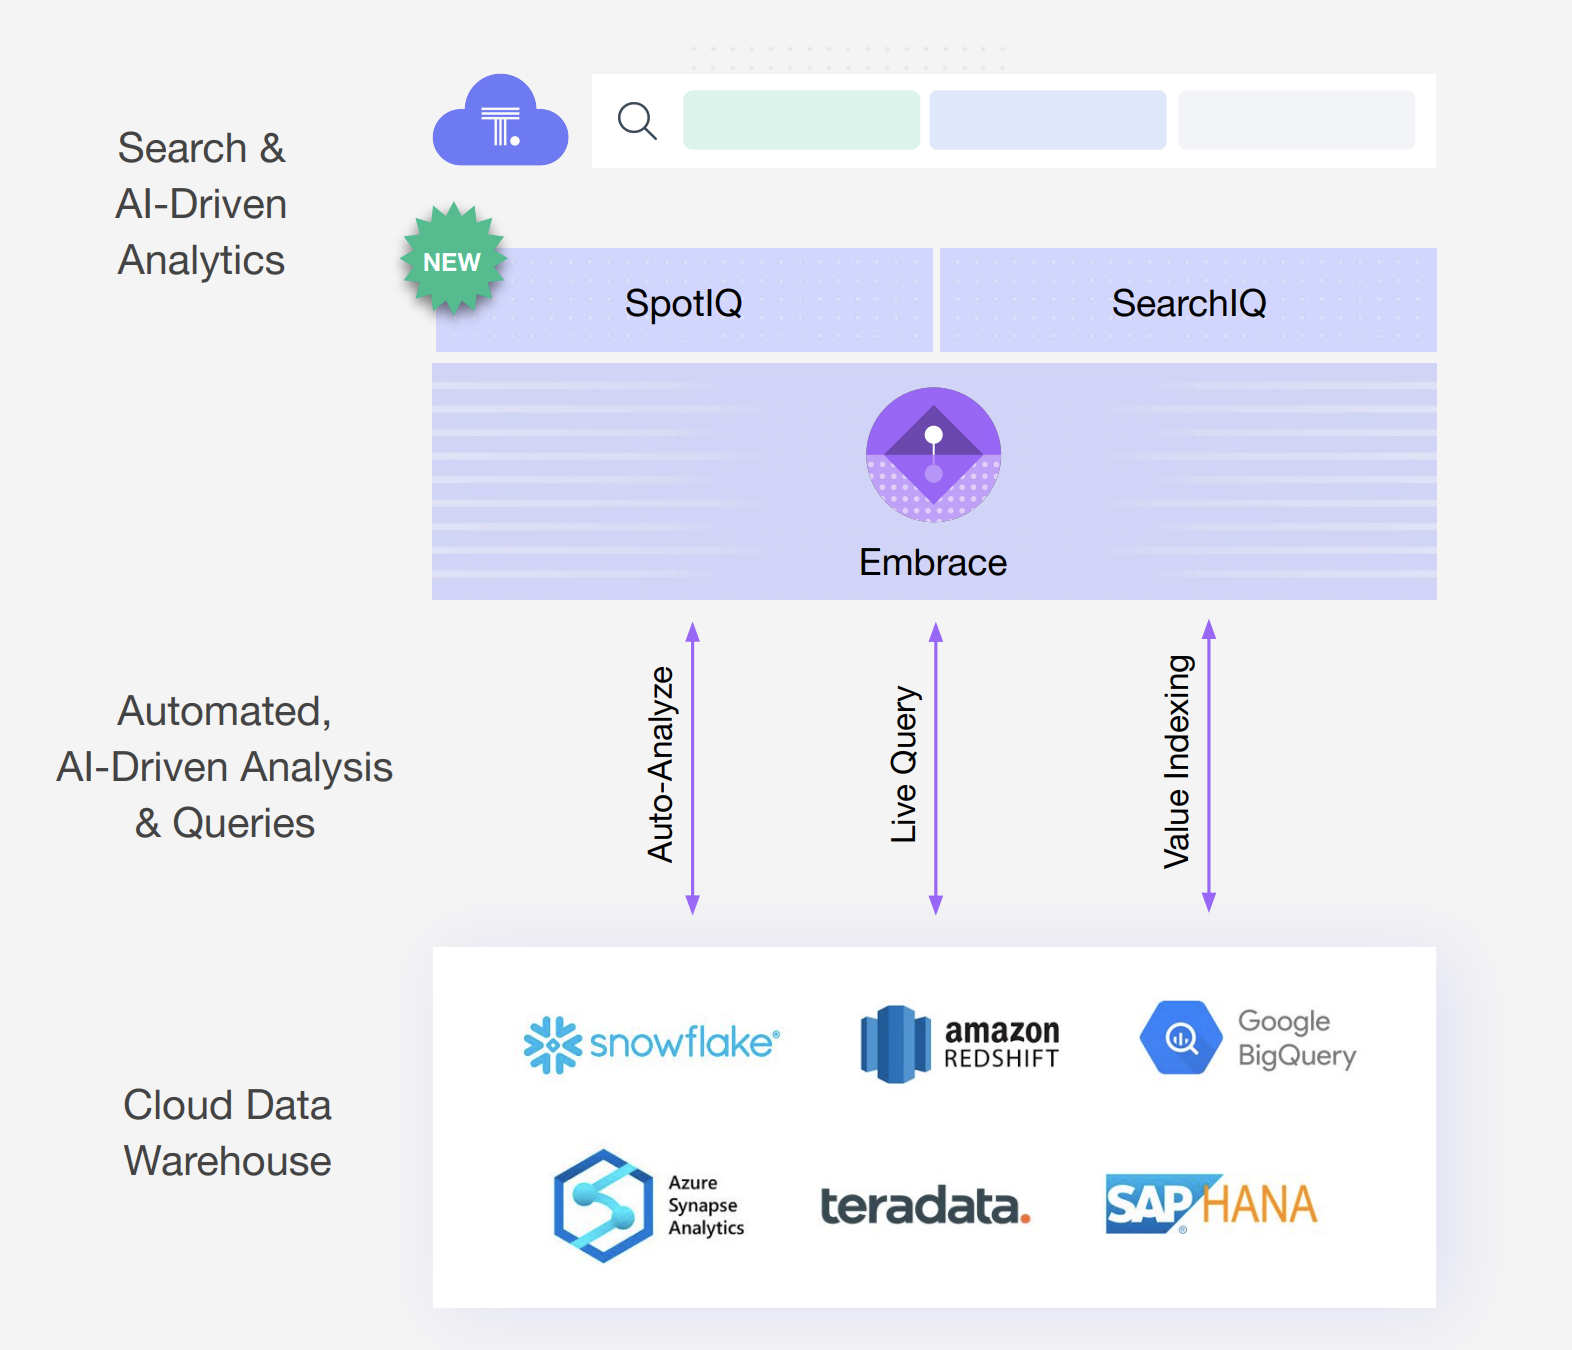 Search &
AI-Driven
Analytics
T.
NEW
SpotIQ
SearchIQ
Embrace
Automated,
AI-Driven Analysis
& Queries
Auto-Analyze
Live Query
Value Indexing
Cloud Data
Warehouse
snowflake®
amazon
REDSHIFT
Google
BigQuery
Azure
Synapse
Analytics
teradata.
SAP® HANA